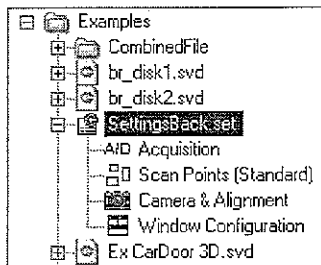 Examples
CombinedFile
br_disk1.svd
br_disk2.svd
SettingsBack.set
A/D Acquisition
Scan Points (Standard)
Camera & Alignment
Window Configuration
Ex CarDoor 3D.svd